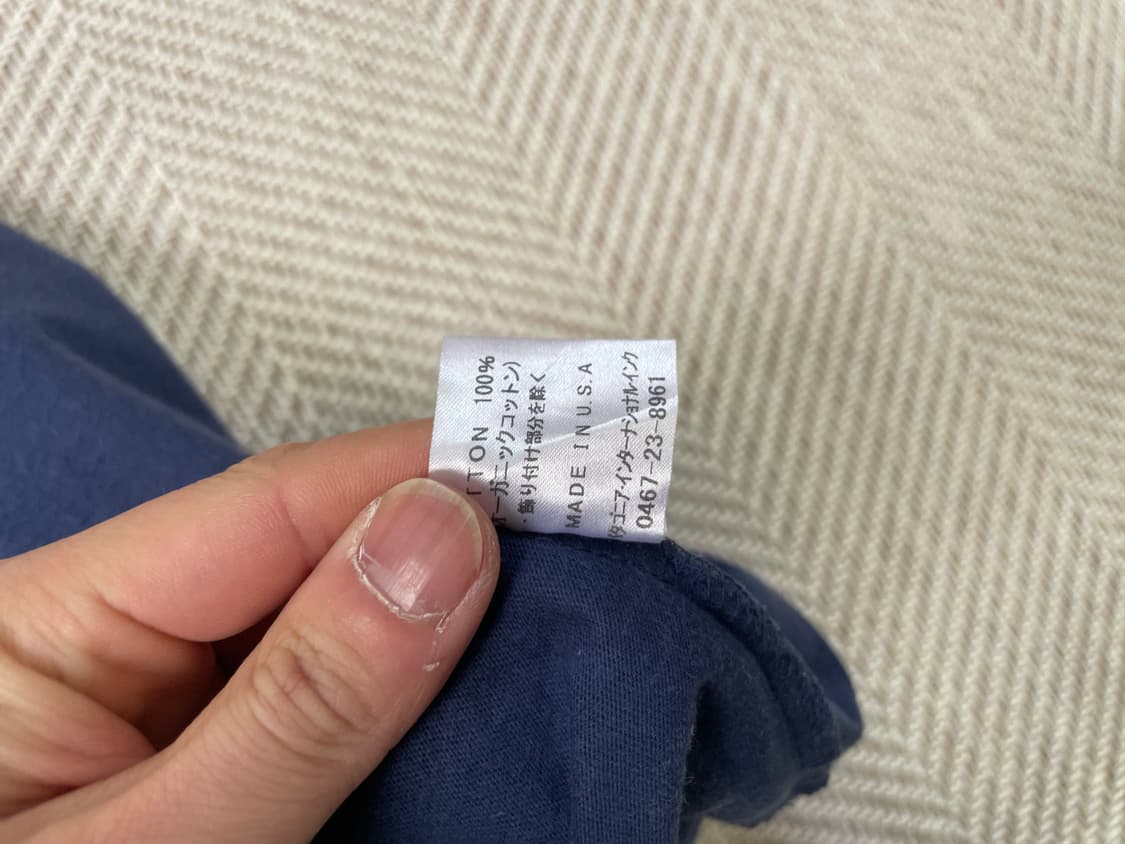 100%
ーガニックコットン)
・飾り付け部分を除く
MADE IN U.S.A
タゴニア・インターナショナルインク
0467-23-8961